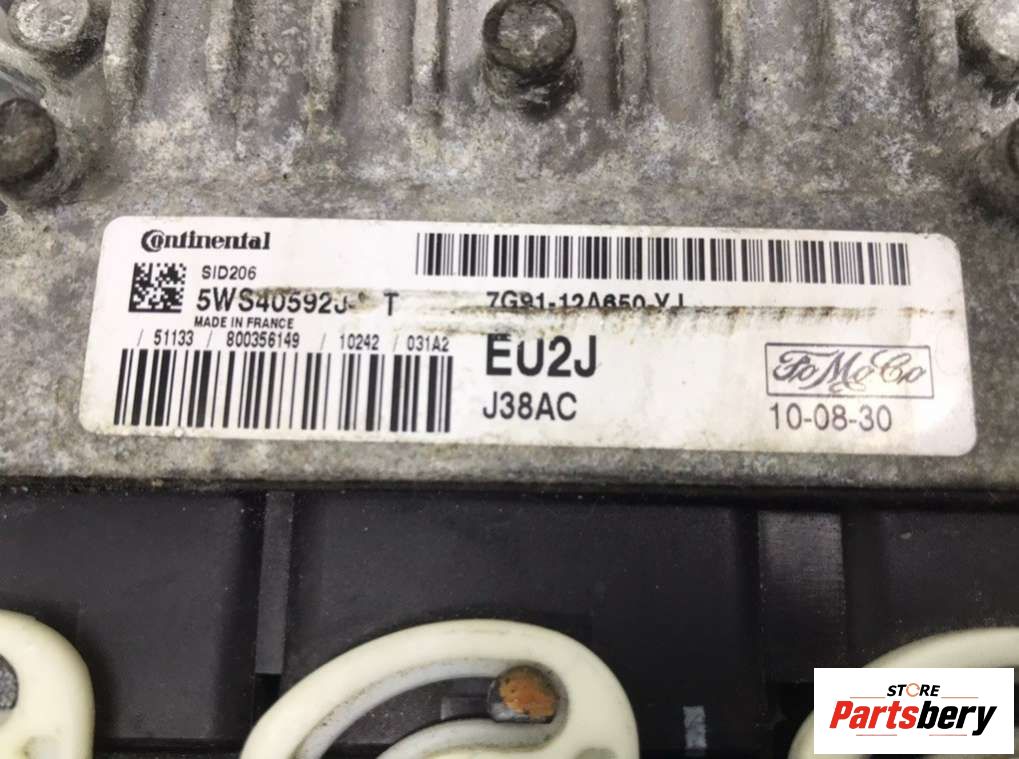 Continental
SID206
5WS40592J- T
7G91-12A650-YJ
MADE IN FRANCE
/ 51133 / 800356149 / 10242 / 031A2
EU2J
J38AC
FoMoCo
10-08-30
STORE
Partsbery